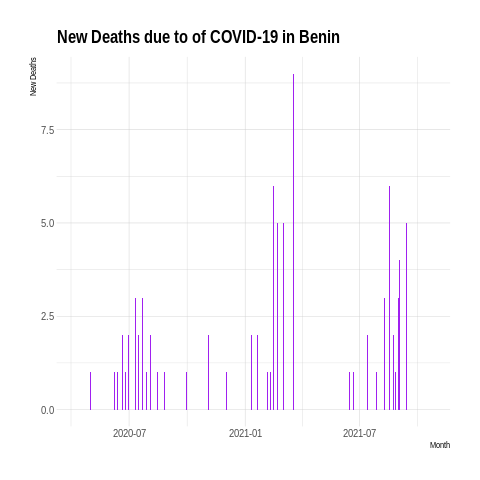 New Deaths due to of COVID-19 in Benin
New Deaths
7.5
5.0
2.5
0.0
2020-07
2021-01
2021-07
Month